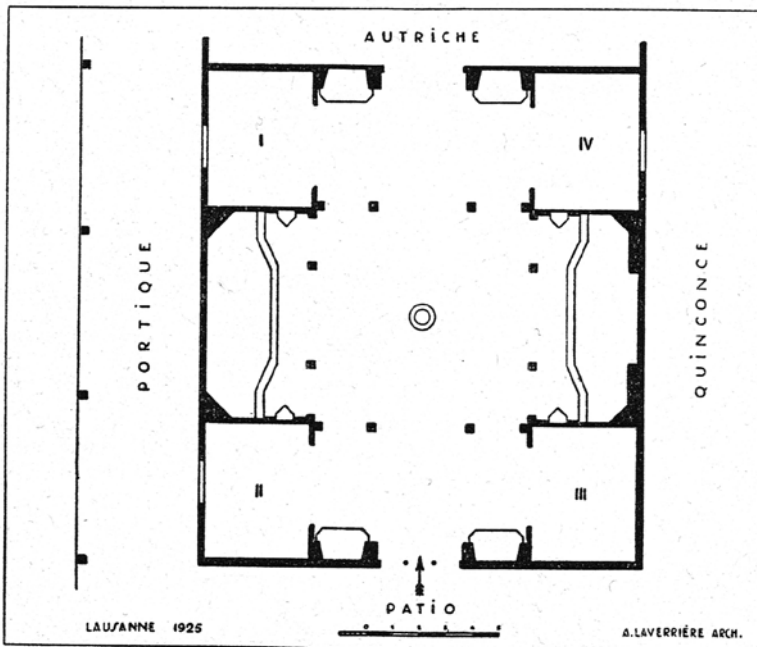 AUTRiCHE
I
IV
PORTiQUE
QUiNCONCE
II
III
PATiO
LAUSANNE 1925
A. LAVERRiÈRE ARCH.